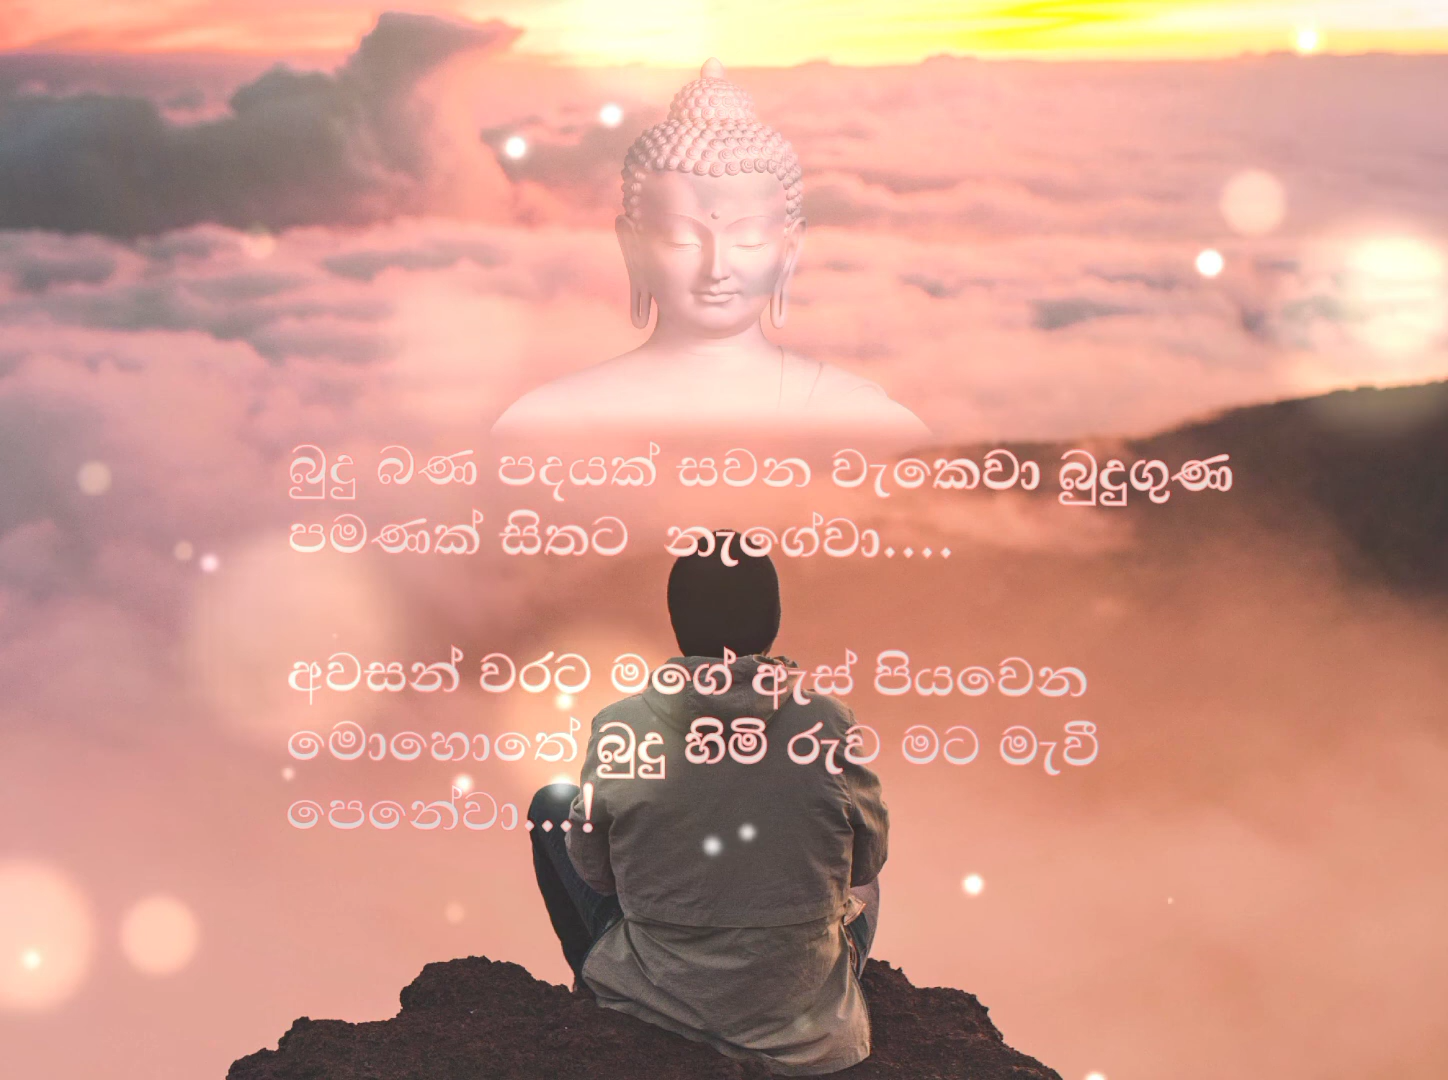 බුදු බණ පදයක් සවන වැකෙවා බුදුගුණ
පමණක් සිතට නැගේවා....
අවසන් වරට මගේ ඇස් පියවෙන
මොහොතේ බුදු හිමි රුව මට මැවී
පෙනේවා...!